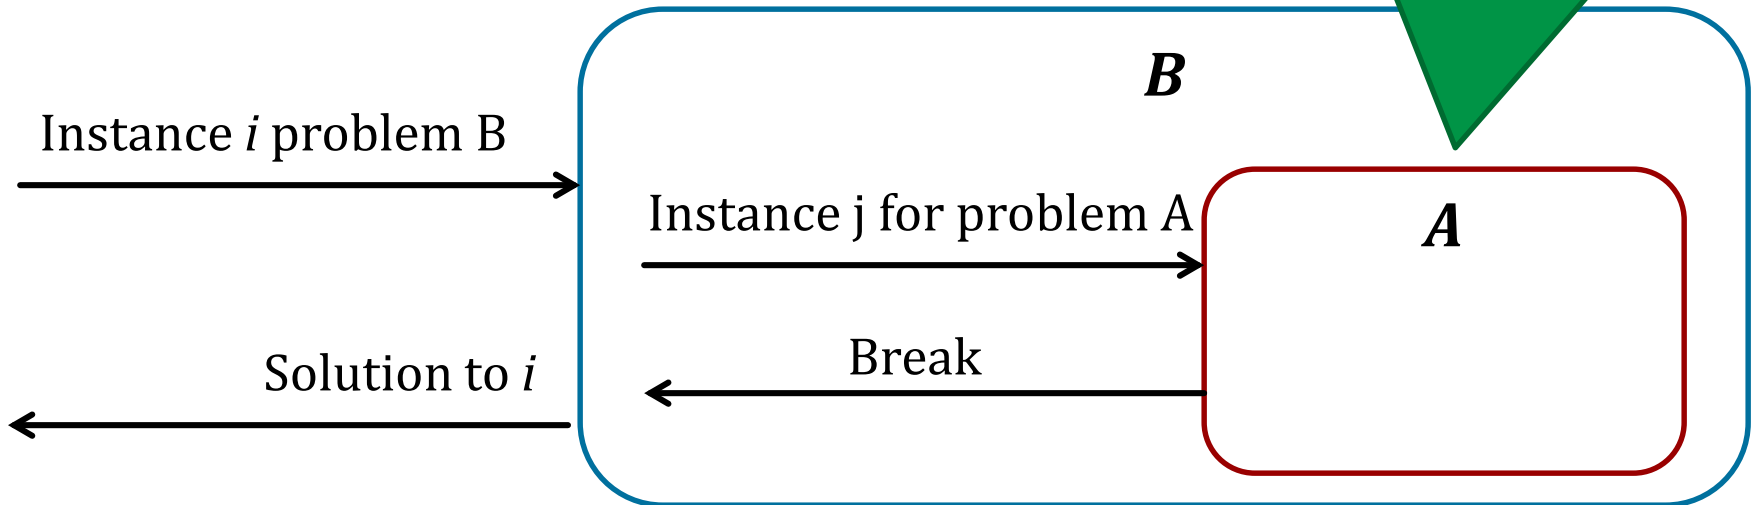 B
Instance i problem B
Instance j for problem A
A
Break
Solution to i